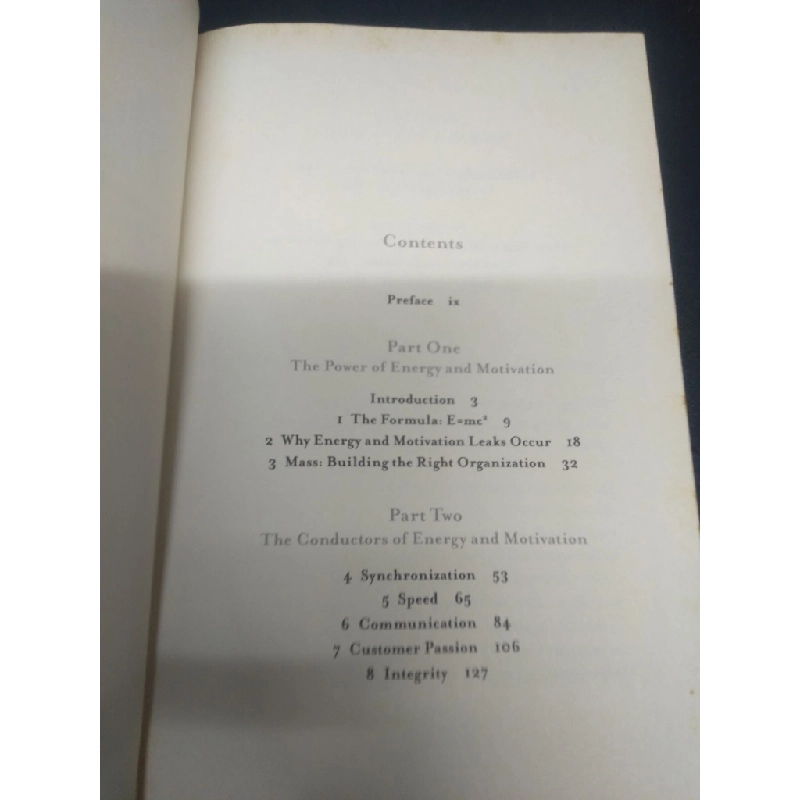 Contents
Preface ix
Part One
The Power of Energy and Motivation
Introduction 3
1 The Formula: E=mc² 9
2 Why Energy and Motivation Leaks Occur 18
3 Mass: Building the Right Organization 32
Part Two
The Conductors of Energy and Motivation
4 Synchronization 53
5 Speed 65
6 Communication 84
7 Customer Passion 106
8 Integrity 127